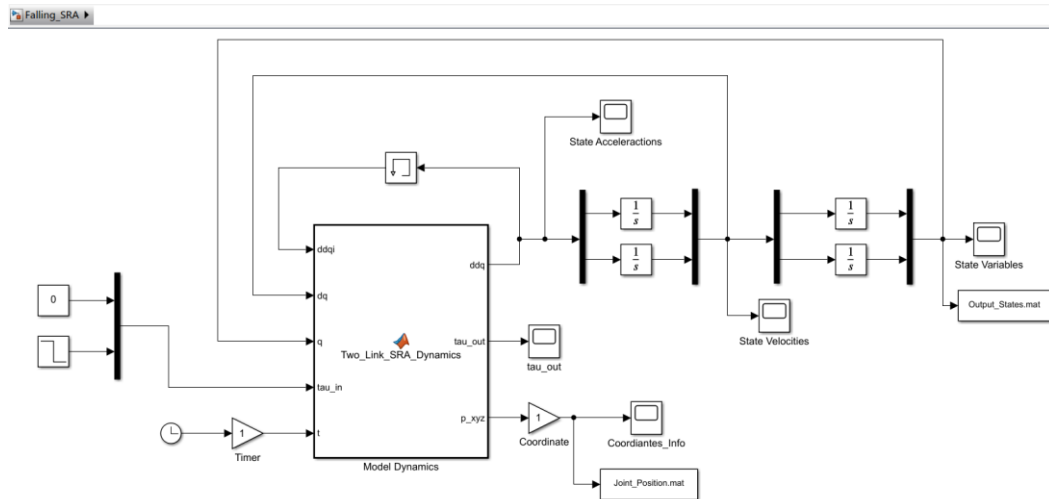 Falling_SRA
State Acceleractions
1
s
1
s
1
s
1
s
State Variables
Output_States.mat
State Velocities
ddqi
dq
q
tau_in
t
ddq
tau_out
p_xyz
Two_Link_SRA_Dynamics
Model Dynamics
0
1
Timer
tau_out
1
Coordinate
Coordiantes_Info
Joint_Position.mat